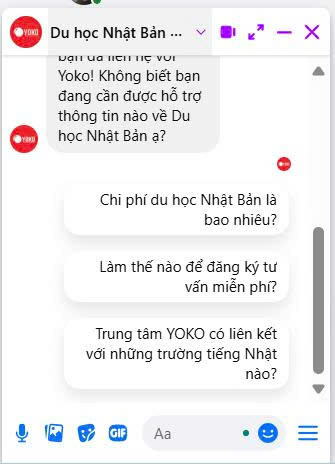 YOKO
Du học Nhật Bản ...
bạn đã liên hệ với
Yoko! Không biết bạn
đang cần được hỗ trợ
thông tin nào về Du
học Nhật Bản ạ?
YOKO
Chi phí du học Nhật Bản là
bao nhiêu?
Làm thế nào để đăng ký tư
vấn miễn phí?
Trung tâm YOKO có liên kết
với những trường tiếng Nhật
nào?
GIF
Aa